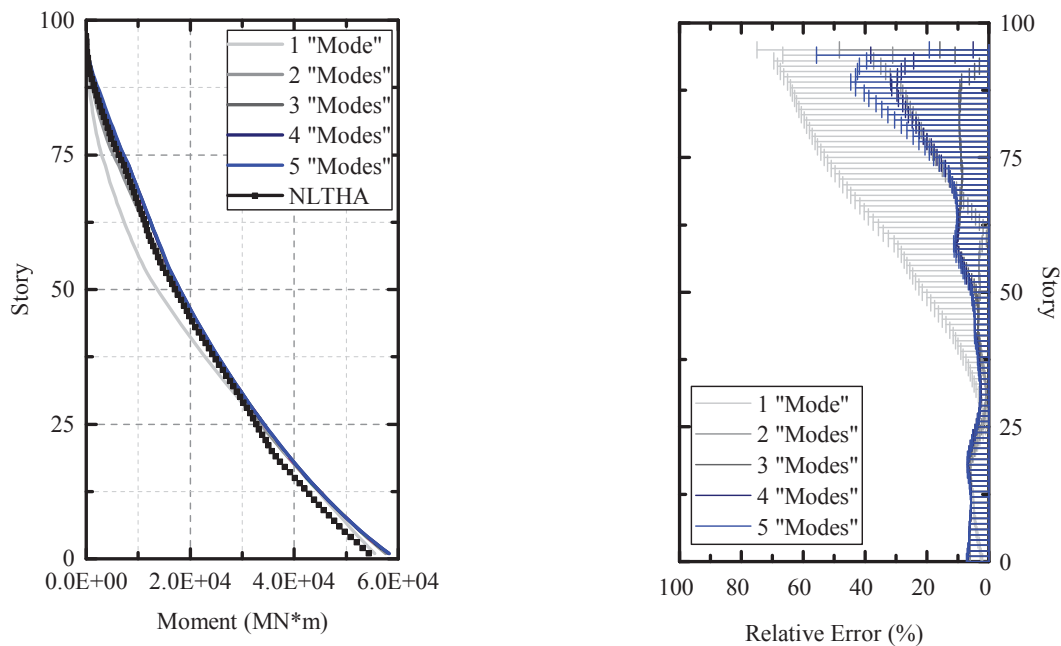 100
75
50
25
0
Story
0.0E+00
2.0E+04
4.0E+04
6.0E+04
Moment (MN*m)
1 "Mode"
2 "Modes"
3 "Modes"
4 "Modes"
5 "Modes"
NLTHA
100
75
50
25
0
Story
100
80
60
40
20
0
Relative Error (%)
1 "Mode"
2 "Modes"
3 "Modes"
4 "Modes"
5 "Modes"